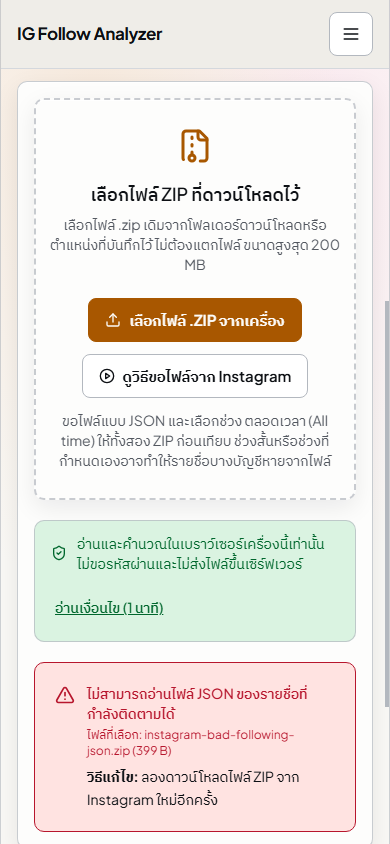 IG Follow Analyzer
เลือกไฟล์ ZIP ที่ดาวน์โหลดไว้
เลือกไฟล์ .zip เดิมจากโฟลเดอร์ดาวน์โหลดหรือ
ตำแหน่งที่บันทึกไว้ ไม่ต้องแตกไฟล์ ขนาดสูงสุด 200
MB
เลือกไฟล์ .ZIP จากเครื่อง
ดูวิธีขอไฟล์จาก Instagram
ขอไฟล์แบบ JSON และเลือกช่วง ตลอดเวลา (All
time) ให้ทั้งสอง ZIP ก่อนเทียบ ช่วงสั้นหรือช่วงที่
กำหนดเองอาจทำให้รายชื่อบางบัญชีหายจากไฟล์
อ่านและคำนวณในเบราว์เซอร์เครื่องนี้เท่านั้น
ไม่ขอรหัสผ่านและไม่ส่งไฟล์ขึ้นเซิร์ฟเวอร์
อ่านเงื่อนไข (1 นาที)
ไม่สามารถอ่านไฟล์ JSON ของรายชื่อที่
กำลังติดตามได้
ไฟล์ที่เลือก: instagram-bad-following-
json.zip (399 B)
วิธีแก้ไข: ลองดาวน์โหลดไฟล์ ZIP จาก
Instagram ใหม่อีกครั้ง